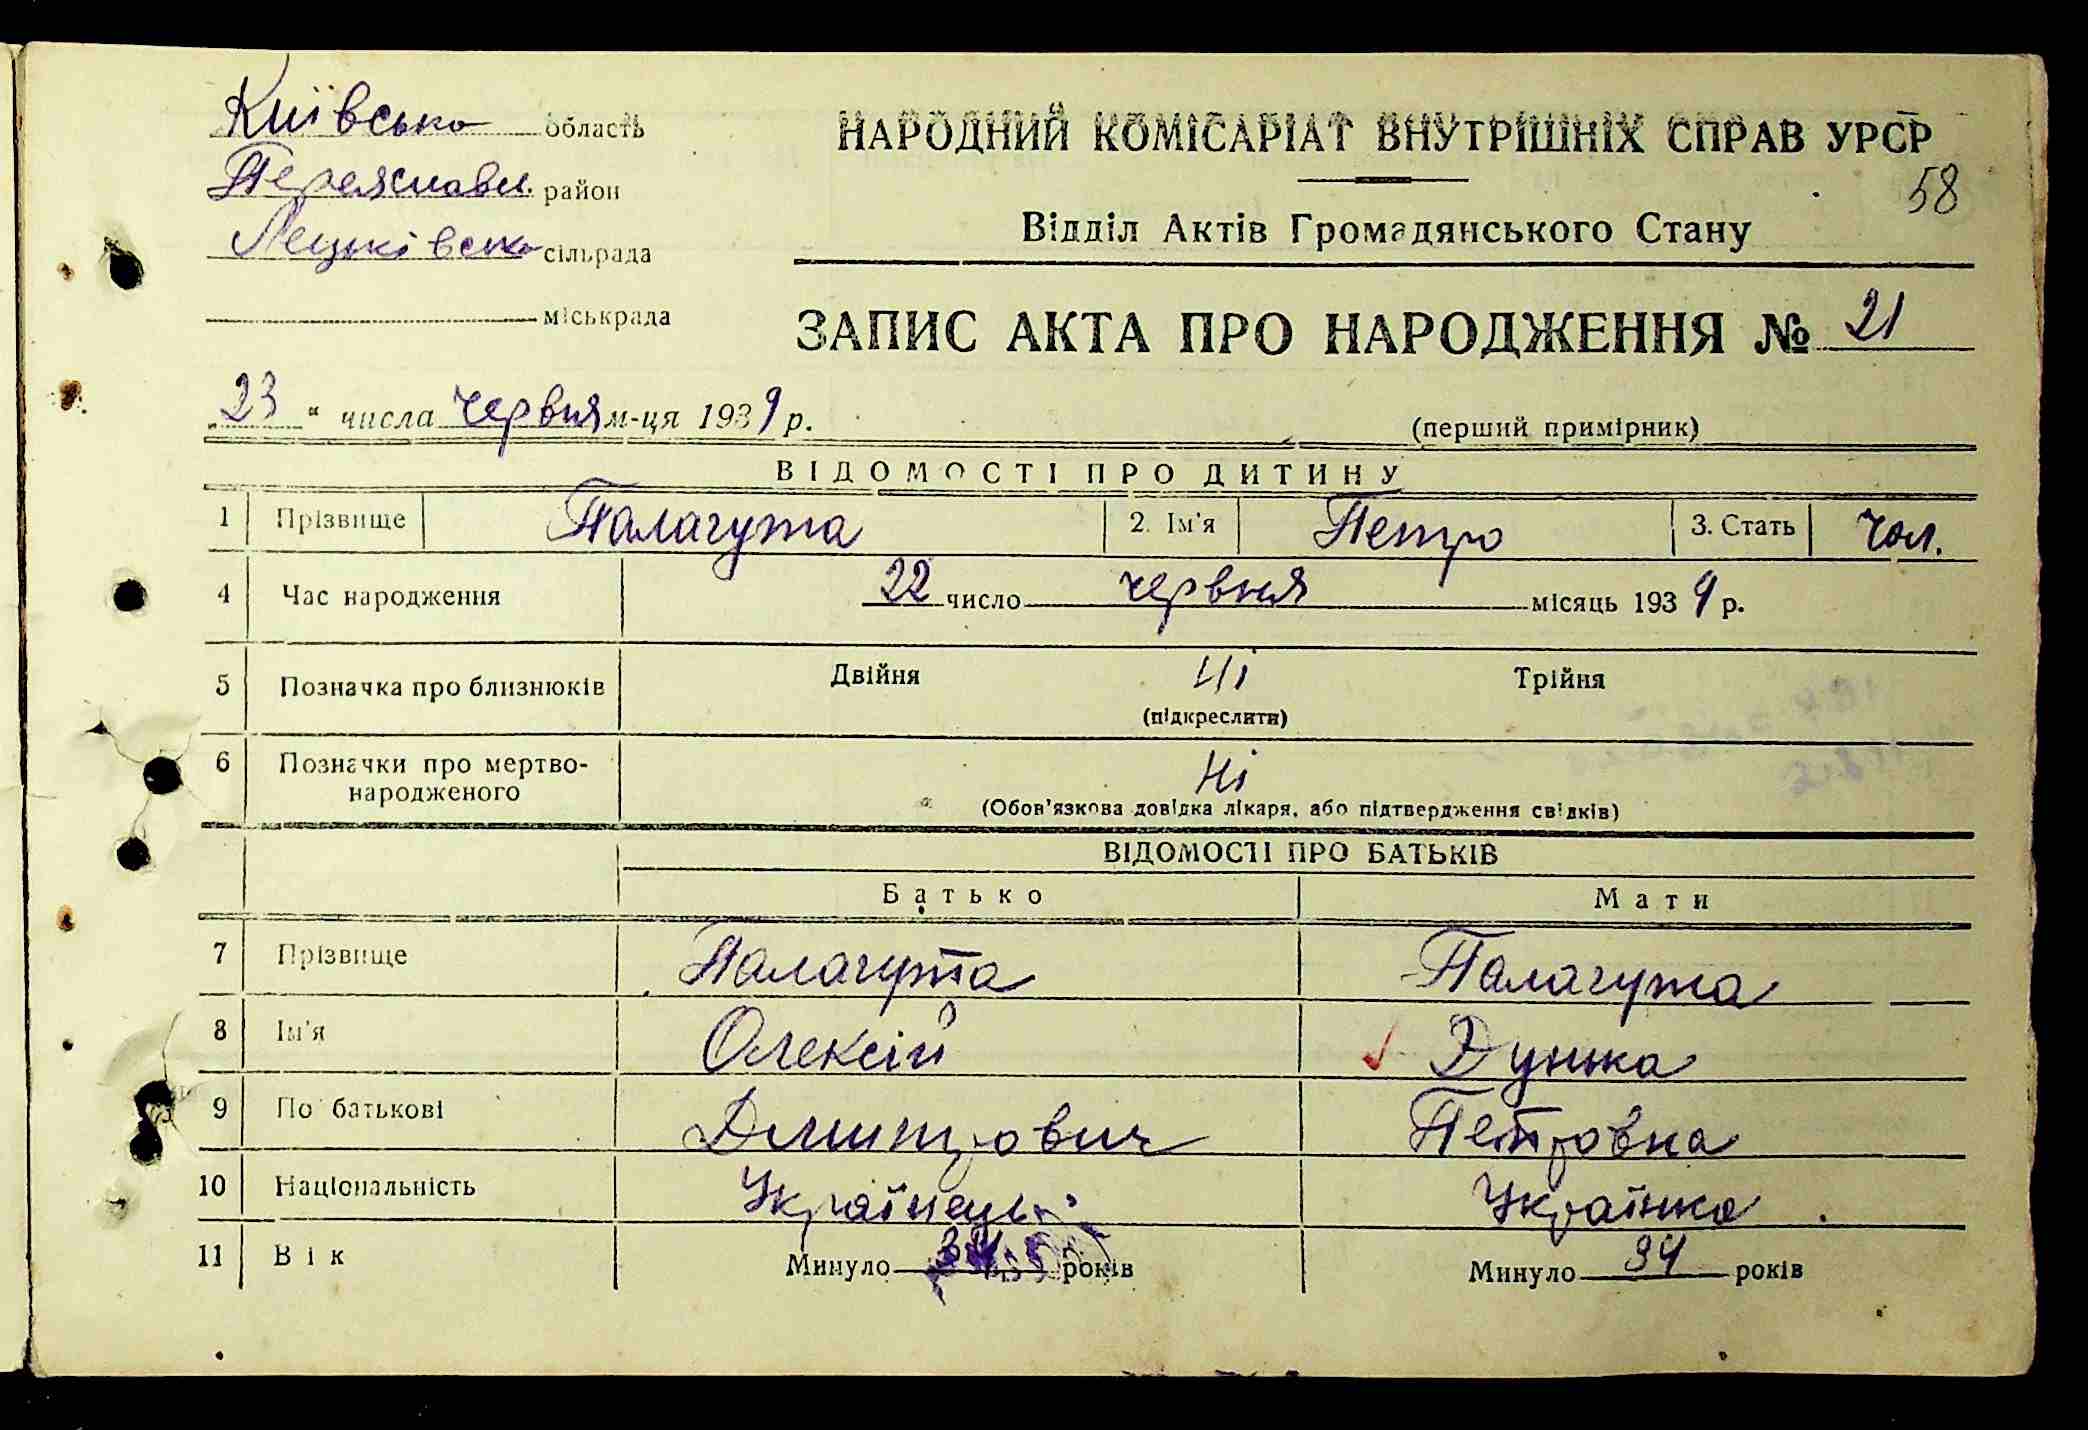 Київсько область
Переяславс. район
сільрада
міськрада
НАРОДНИЙ КОМІСАРІАТ ВНУТРІШНІХ СПРАВ УРСР
58
Відділ Актів Громадянського Стану
ЗАПИС АКТА ПРО НАРОДЖЕННЯ № 21
„23“ числа червня м-ця 1939 р.
(перший примірник)
ВІДОМОСТІ ПРО ДИТИНУ
1 Прізвище Палагута 2. Ім'я Петро 3. Стать чол.
4 Час народження 22 число червня місяць 1939 р.
5 Позначка про близнюків Двійня Ні Трійня
(підкреслити)
6 Позначки про мертво-
народженого Ні
(Обов'язкова довідка лікаря, або підтвердження свідків)
ВІДОМОСТІ ПРО БАТЬКІВ
Батько Мати
7 Прізвище Палагута Палагута
8 Ім'я Олексій Дунька
9 По батькові Дмитрович Петровна
10 Національність Українець Українка
11 Вік Минуло років Минуло 34 років